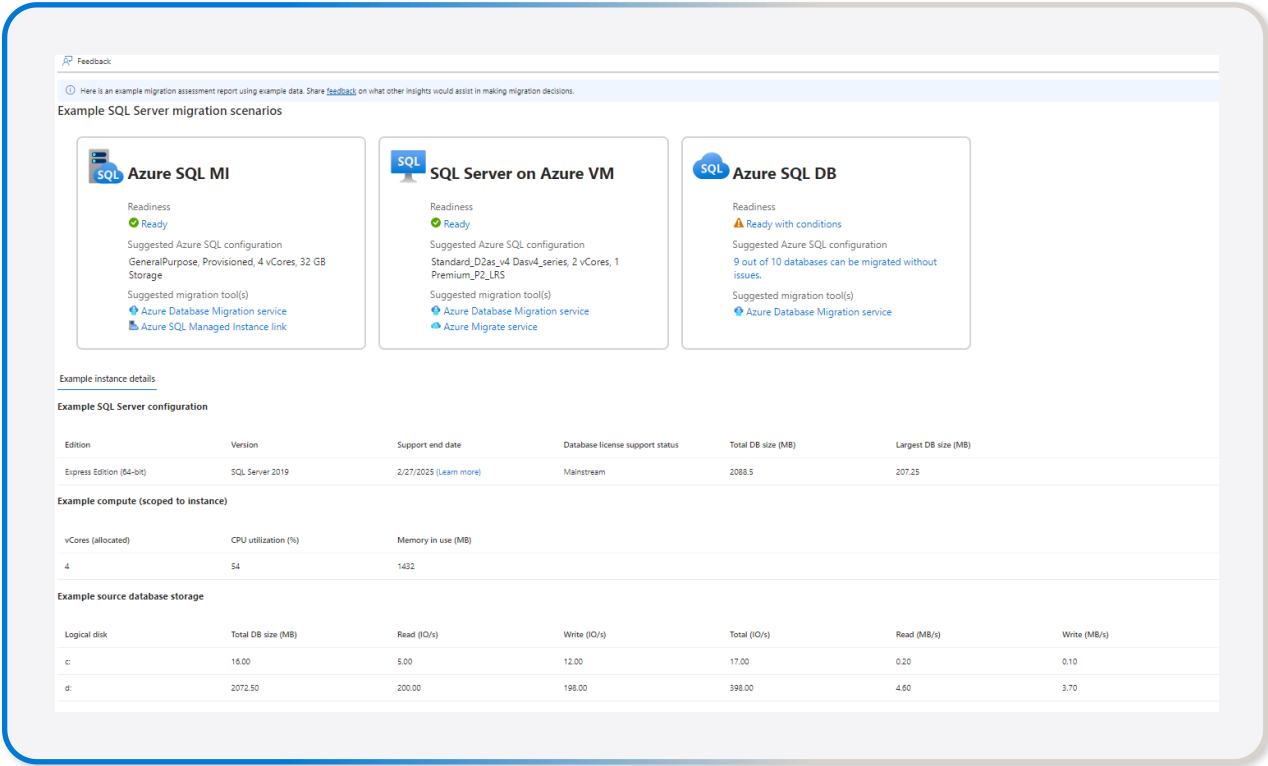 Feedback
Here is an example migration assessment report using example data. Share feedback on what other insights would assist in making migration decisions.
Example SQL Server migration scenarios
SQL
Azure SQL MI
Readiness
Ready
Suggested Azure SQL configuration
GeneralPurpose, Provisioned, 4 vCores, 32 GB
Storage
Suggested migration tool(s)
Azure Database Migration service
Azure SQL Managed Instance link
SQL
SQL Server on Azure VM
Readiness
Ready
Suggested Azure SQL configuration
Standard_D2as_v4 Dasv4_series, 2 vCores, 1
Premium_P2_LRS
Suggested migration tool(s)
Azure Database Migration service
Azure Migrate service
SQL
Azure SQL DB
Readiness
Ready with conditions
Suggested Azure SQL configuration
9 out of 10 databases can be migrated without
issues.
Suggested migration tool(s)
Azure Database Migration service
Example instance details
Example SQL Server configuration
Edition Version Support end date Database license support status Total DB size (MB) Largest DB size (MB)
Express Edition (64-bit) SQL Server 2019 2/27/2025 (Learn more) Mainstream 2088.5 207.25
Example compute (scoped to instance)
vCores (allocated) CPU utilization (%) Memory in use (MB)
4 54 1432
Example source database storage
Logical disk Total DB size (MB) Read (IO/s) Write (IO/s) Total (IO/s) Read (MB/s) Write (MB/s)
c: 16.00 5.00 12.00 17.00 0.20 0.10
d: 2072.50 200.00 198.00 398.00 4.60 3.70